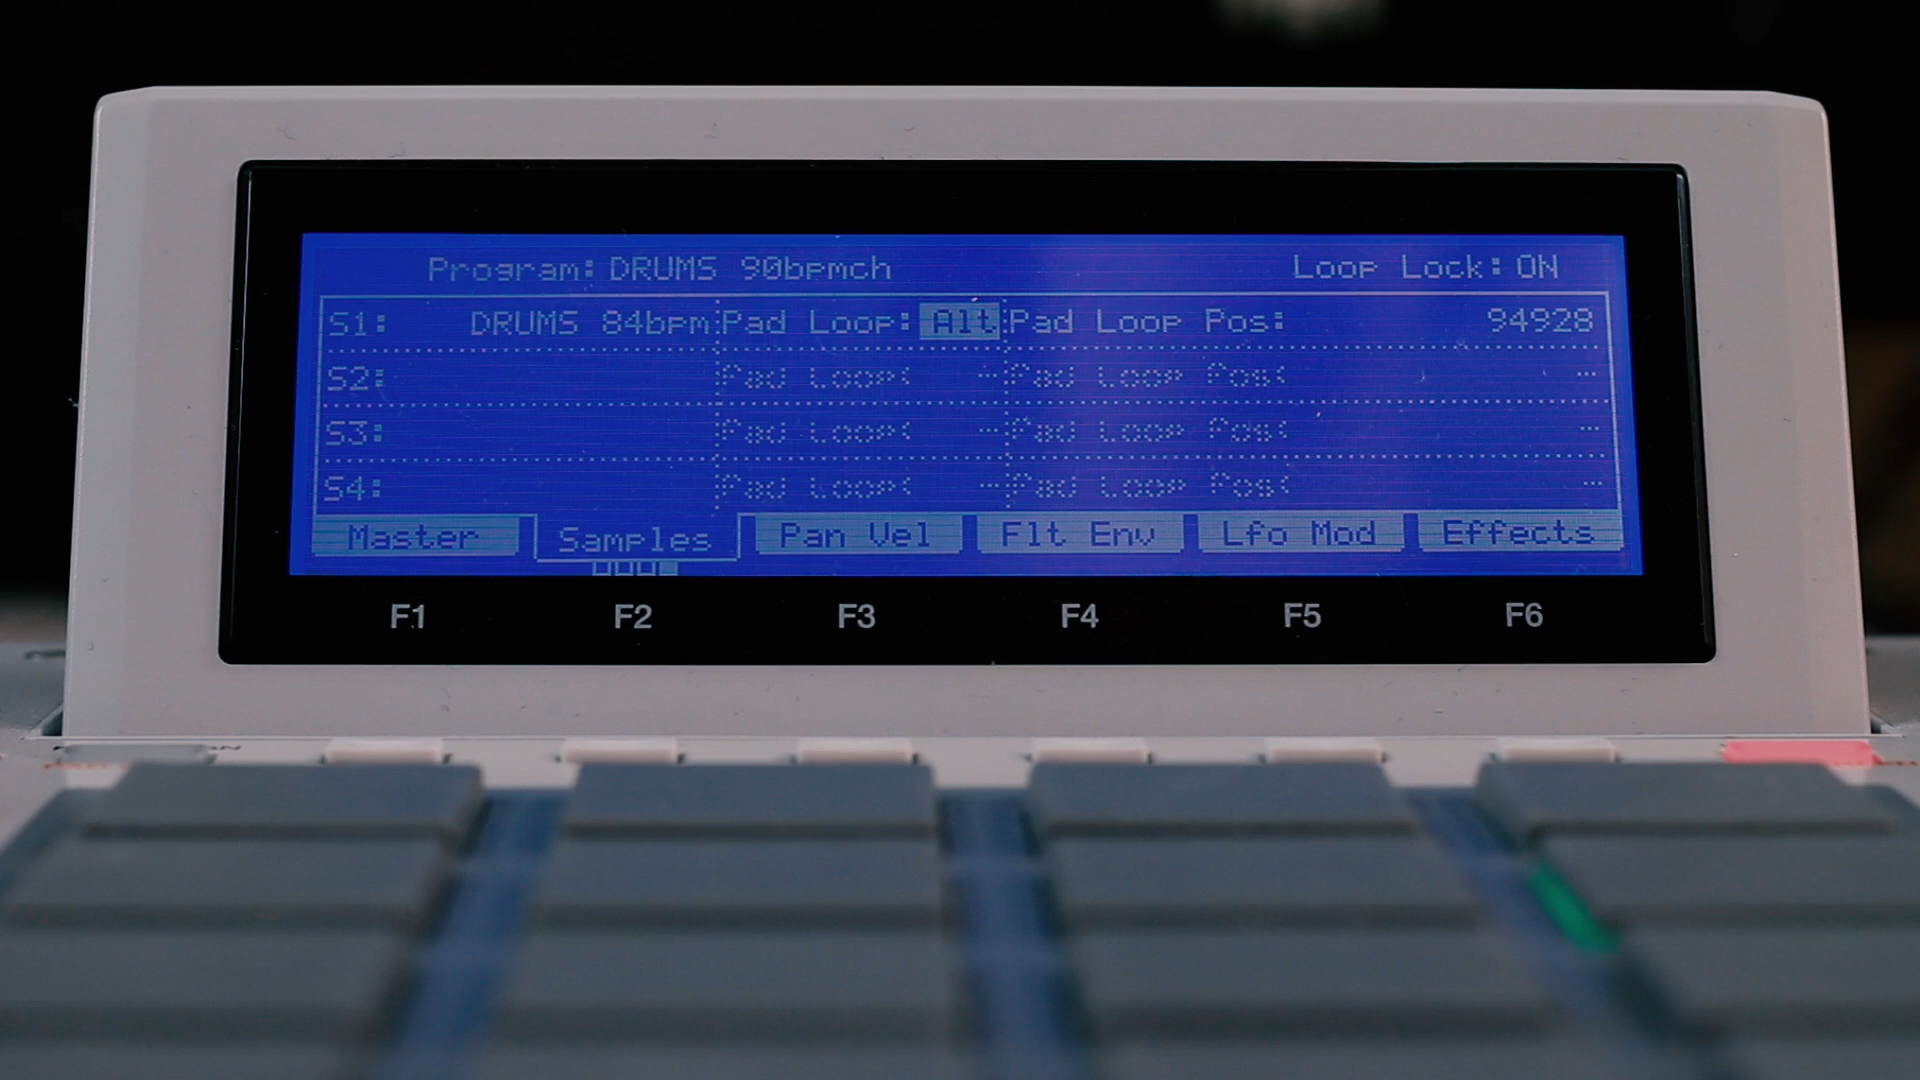 Program: DRUMS 90bpmch Loop Lock: ON
S1: DRUMS 84bpm Pad Loop: Alt Pad Loop Pos: 94928
S2: Pad Loop: -- Pad Loop Pos: --
S3: Pad Loop: -- Pad Loop Pos: --
S4: Pad Loop: -- Pad Loop Pos: --
Master Samples Pan Vel Flt Env Lfo Mod Effects
F1 F2 F3 F4 F5 F6